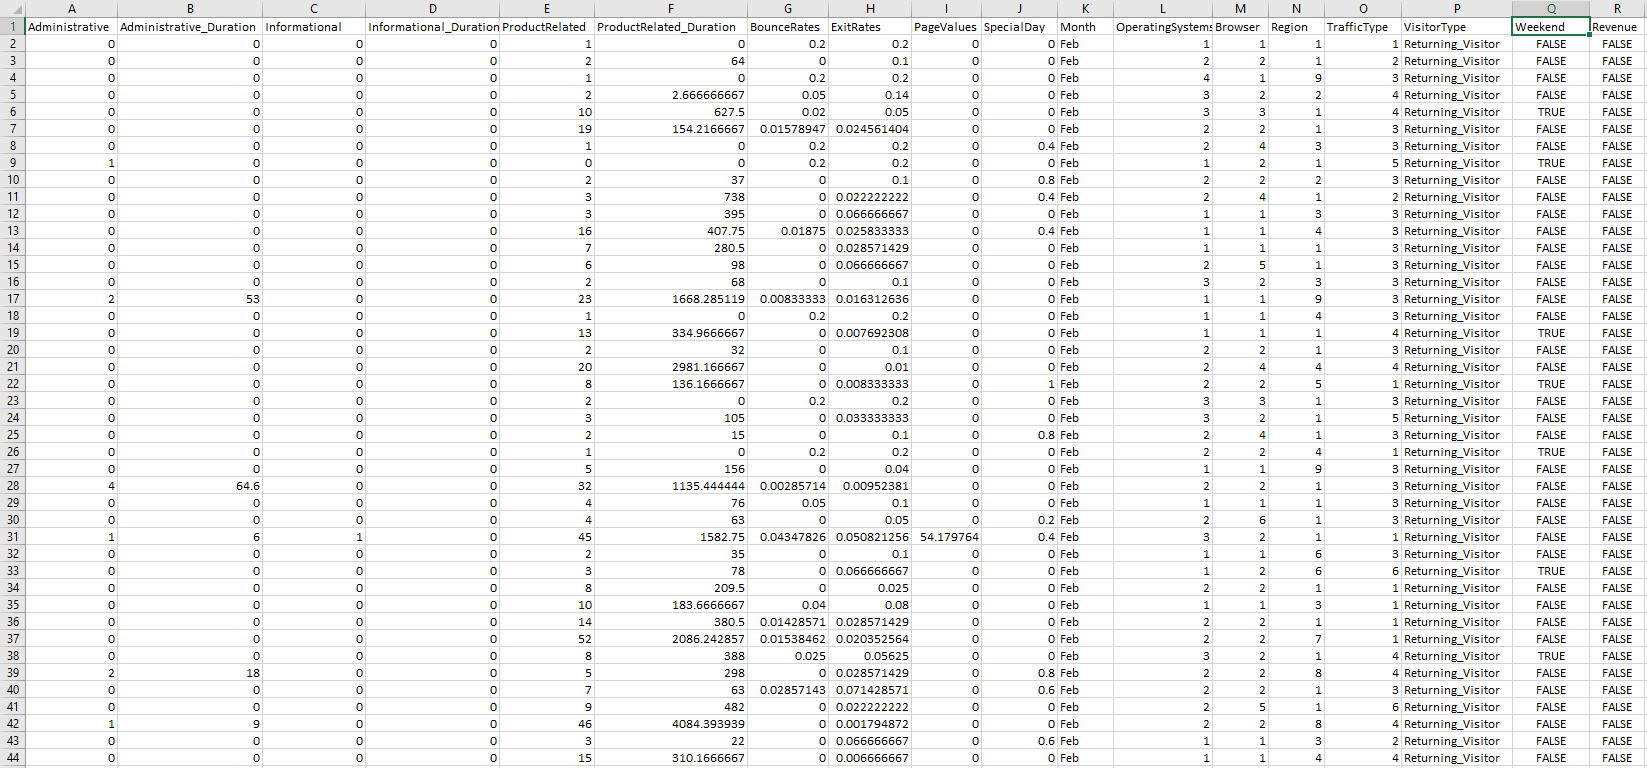 A B C D E F G H I J K L M N O P Q R
1 Administrative Administrative_Duration Informational Informational_Duration ProductRelated ProductRelated_Duration BounceRates ExitRates PageValues SpecialDay Month OperatingSystems Browser Region TrafficType VisitorType Weekend Revenue
2 0 0 0 0 1 0 0.2 0.2 0 0 Feb 1 1 1 1 Returning_Visitor FALSE FALSE
3 0 0 0 0 2 64 0 0.1 0 0 Feb 2 2 1 2 Returning_Visitor FALSE FALSE
4 0 0 0 0 1 0 0.2 0.2 0 0 Feb 4 1 9 3 Returning_Visitor FALSE FALSE
5 0 0 0 0 2 2.666666667 0.05 0.14 0 0 Feb 3 2 2 4 Returning_Visitor FALSE FALSE
6 0 0 0 0 10 627.5 0.02 0.05 0 0 Feb 3 3 1 4 Returning_Visitor TRUE FALSE
7 0 0 0 0 19 154.2166667 0.01578947 0.024561404 0 0 Feb 2 2 1 3 Returning_Visitor FALSE FALSE
8 0 0 0 0 1 0 0.2 0.2 0 0.4 Feb 2 4 3 3 Returning_Visitor FALSE FALSE
9 1 0 0 0 0 0 0.2 0.2 0 0 Feb 1 2 1 5 Returning_Visitor TRUE FALSE
10 0 0 0 0 2 37 0 0.1 0 0.8 Feb 2 2 2 3 Returning_Visitor FALSE FALSE
11 0 0 0 0 3 738 0 0.022222222 0 0.4 Feb 2 4 1 2 Returning_Visitor FALSE FALSE
12 0 0 0 0 3 395 0 0.066666667 0 0 Feb 1 1 3 3 Returning_Visitor FALSE FALSE
13 0 0 0 0 16 407.75 0.01875 0.025833333 0 0.4 Feb 1 1 4 3 Returning_Visitor FALSE FALSE
14 0 0 0 0 7 280.5 0 0.028571429 0 0 Feb 1 1 1 3 Returning_Visitor FALSE FALSE
15 0 0 0 0 6 98 0 0.066666667 0 0 Feb 2 5 1 3 Returning_Visitor FALSE FALSE
16 0 0 0 0 2 68 0 0.1 0 0 Feb 3 2 3 3 Returning_Visitor FALSE FALSE
17 2 53 0 0 23 1668.285119 0.00833333 0.016312636 0 0 Feb 1 1 9 3 Returning_Visitor FALSE FALSE
18 0 0 0 0 1 0 0.2 0.2 0 0 Feb 1 1 4 3 Returning_Visitor FALSE FALSE
19 0 0 0 0 13 334.9666667 0 0.007692308 0 0 Feb 1 1 1 4 Returning_Visitor TRUE FALSE
20 0 0 0 0 2 32 0 0.1 0 0 Feb 2 2 1 3 Returning_Visitor FALSE FALSE
21 0 0 0 0 20 2981.166667 0 0.01 0 0 Feb 2 4 4 4 Returning_Visitor FALSE FALSE
22 0 0 0 0 8 136.1666667 0 0.008333333 0 1 Feb 2 2 5 1 Returning_Visitor TRUE FALSE
23 0 0 0 0 2 0 0.2 0.2 0 0 Feb 3 3 1 3 Returning_Visitor FALSE FALSE
24 0 0 0 0 3 105 0 0.033333333 0 0 Feb 3 2 1 5 Returning_Visitor FALSE FALSE
25 0 0 0 0 2 15 0 0.1 0 0.8 Feb 2 4 1 3 Returning_Visitor FALSE FALSE
26 0 0 0 0 1 0 0.2 0.2 0 0 Feb 2 2 4 1 Returning_Visitor TRUE FALSE
27 0 0 0 0 5 156 0 0.04 0 0 Feb 1 1 9 3 Returning_Visitor FALSE FALSE
28 4 64.6 0 0 32 1135.444444 0.00285714 0.00952381 0 0 Feb 2 2 1 3 Returning_Visitor FALSE FALSE
29 0 0 0 0 4 76 0.05 0.1 0 0 Feb 1 1 1 3 Returning_Visitor FALSE FALSE
30 0 0 0 0 4 63 0 0.05 0 0.2 Feb 2 6 1 3 Returning_Visitor FALSE FALSE
31 1 6 1 0 45 1582.75 0.04347826 0.050821256 54.179764 0.4 Feb 3 2 1 1 Returning_Visitor FALSE FALSE
32 0 0 0 0 2 35 0 0.1 0 0 Feb 1 1 6 3 Returning_Visitor FALSE FALSE
33 0 0 0 0 3 78 0 0.066666667 0 0 Feb 1 2 6 6 Returning_Visitor TRUE FALSE
34 0 0 0 0 8 209.5 0 0.025 0 0 Feb 2 2 1 1 Returning_Visitor FALSE FALSE
35 0 0 0 0 10 183.6666667 0.04 0.08 0 0 Feb 1 1 3 1 Returning_Visitor FALSE FALSE
36 0 0 0 0 14 380.5 0.01428571 0.028571429 0 0 Feb 2 2 1 1 Returning_Visitor FALSE FALSE
37 0 0 0 0 52 2086.242857 0.01538462 0.020352564 0 0 Feb 2 2 7 1 Returning_Visitor FALSE FALSE
38 0 0 0 0 8 388 0.025 0.05625 0 0 Feb 3 2 1 4 Returning_Visitor TRUE FALSE
39 2 18 0 0 5 298 0 0.028571429 0 0.8 Feb 2 2 8 4 Returning_Visitor FALSE FALSE
40 0 0 0 0 7 63 0.02857143 0.071428571 0 0.6 Feb 2 2 1 3 Returning_Visitor FALSE FALSE
41 0 0 0 0 9 482 0 0.022222222 0 0 Feb 2 5 1 6 Returning_Visitor FALSE FALSE
42 1 9 0 0 46 4084.393939 0 0.001794872 0 0 Feb 2 2 8 4 Returning_Visitor FALSE FALSE
43 0 0 0 0 3 22 0 0.066666667 0 0.6 Feb 1 1 3 2 Returning_Visitor FALSE FALSE
44 0 0 0 0 15 310.1666667 0 0.006666667 0 0 Feb 1 1 4 4 Returning_Visitor FALSE FALSE